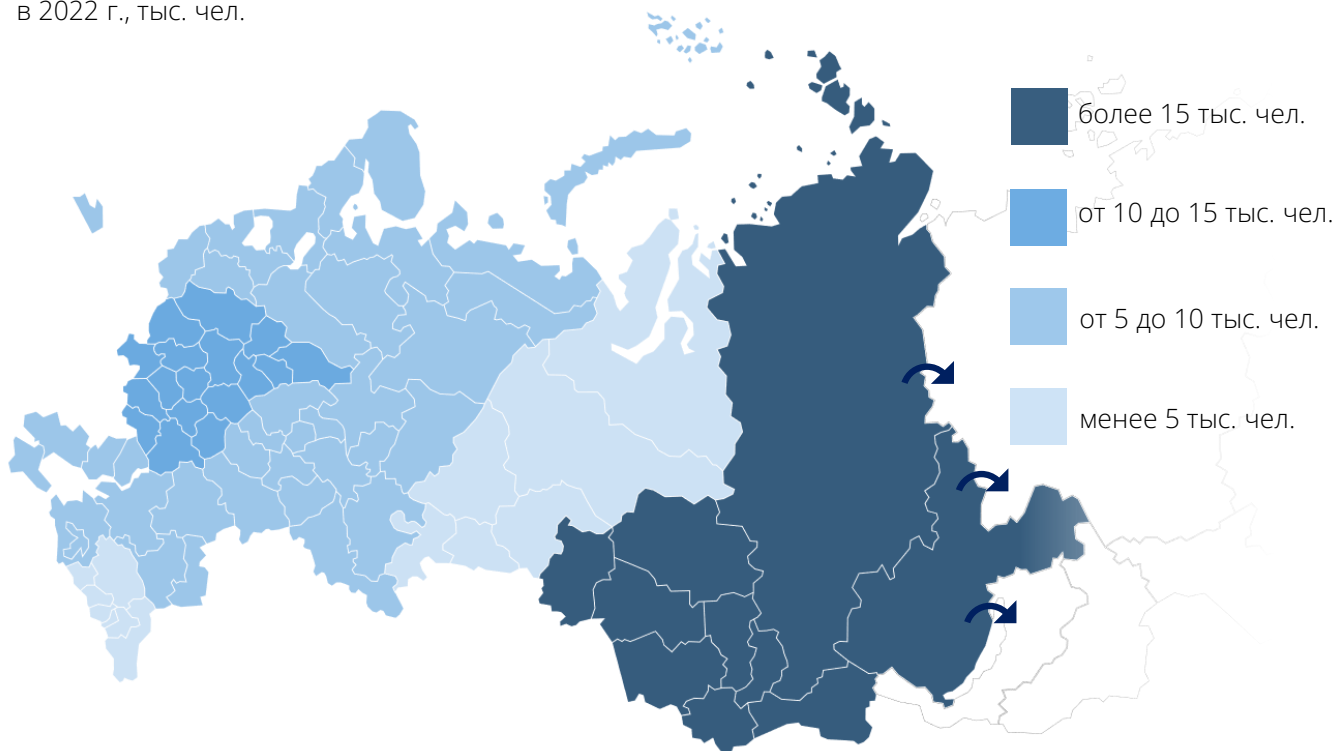 в 2022 г., тыс. чел.
более 15 тыс. чел.
от 10 до 15 тыс. чел.
от 5 до 10 тыс. чел.
менее 5 тыс. чел.